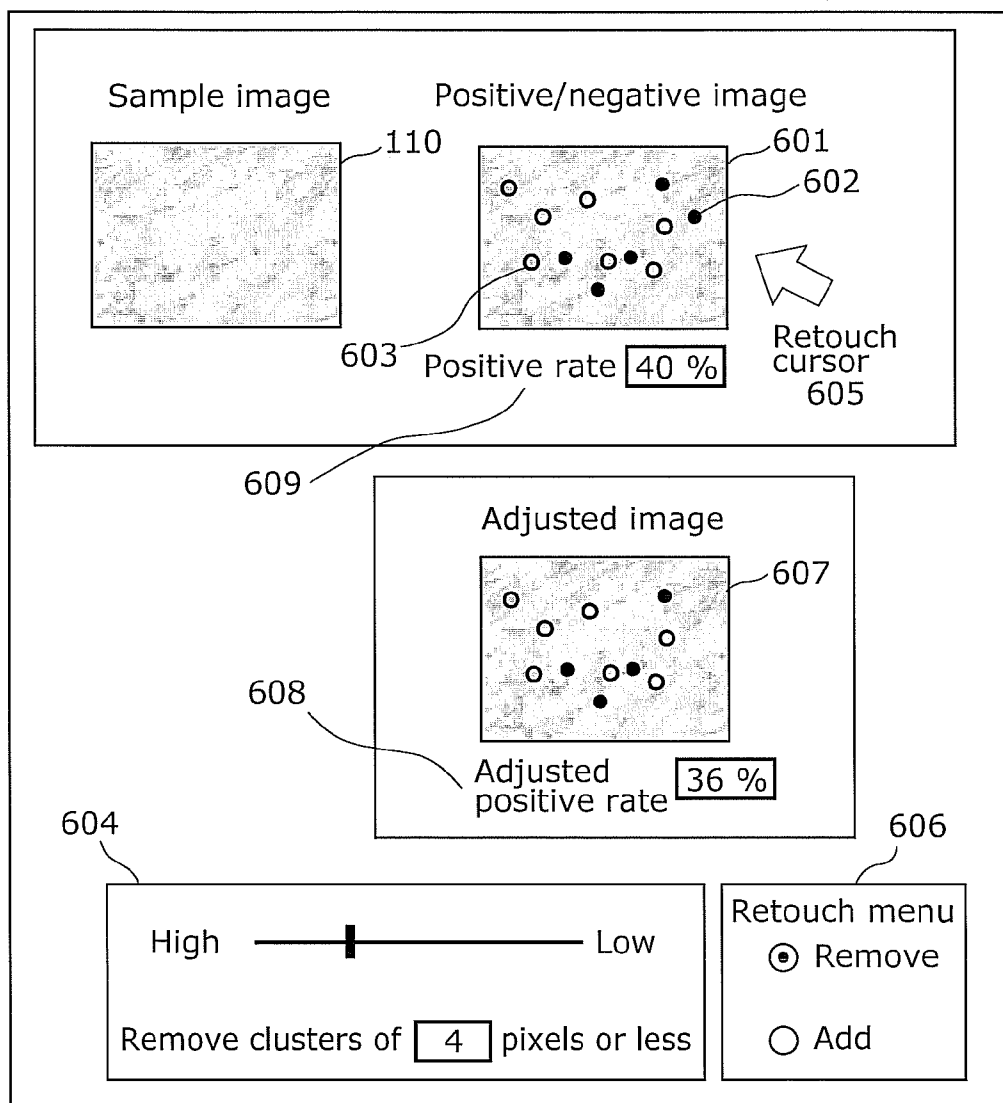 Sample image
Positive/negative image
110
601
602
603
Positive rate 40 %
Retouch
cursor
605
609
Adjusted image
607
608
Adjusted
positive rate
36 %
604
High
Low
Remove clusters of 4 pixels or less
606
Retouch menu
Remove
Add